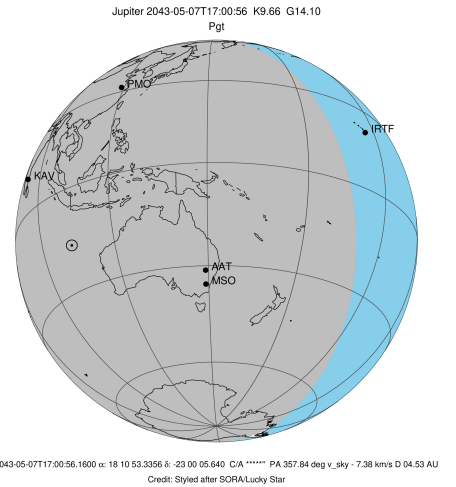 Jupiter 2043-05-07T17:00:56 K9.66 G14.10
Pgt
PMO
IRTF
KAV
AAT
MSO
043-05-07T17:00:56.1600 α: 18 10 53.3356 δ: -23 00 05.640 C/A *****" PA 357.84 deg v_sky - 7.38 km/s D 04.53 AU
Credit: Styled after SORA/Lucky Star